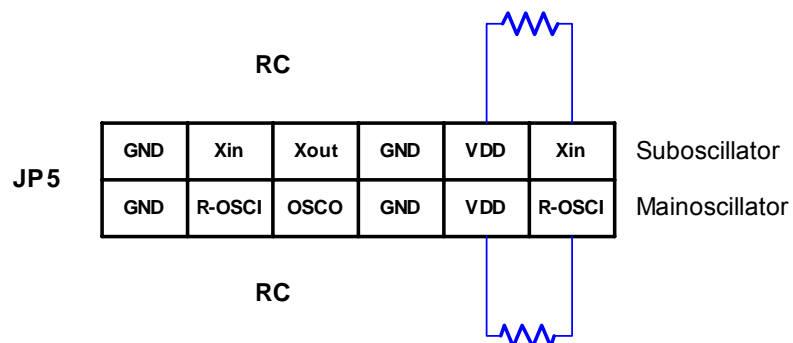 RC
GND Xin Xout GND VDD Xin Suboscillator
JP5
GND R-OSCI OSCO GND VDD R-OSCI Mainoscillator
RC